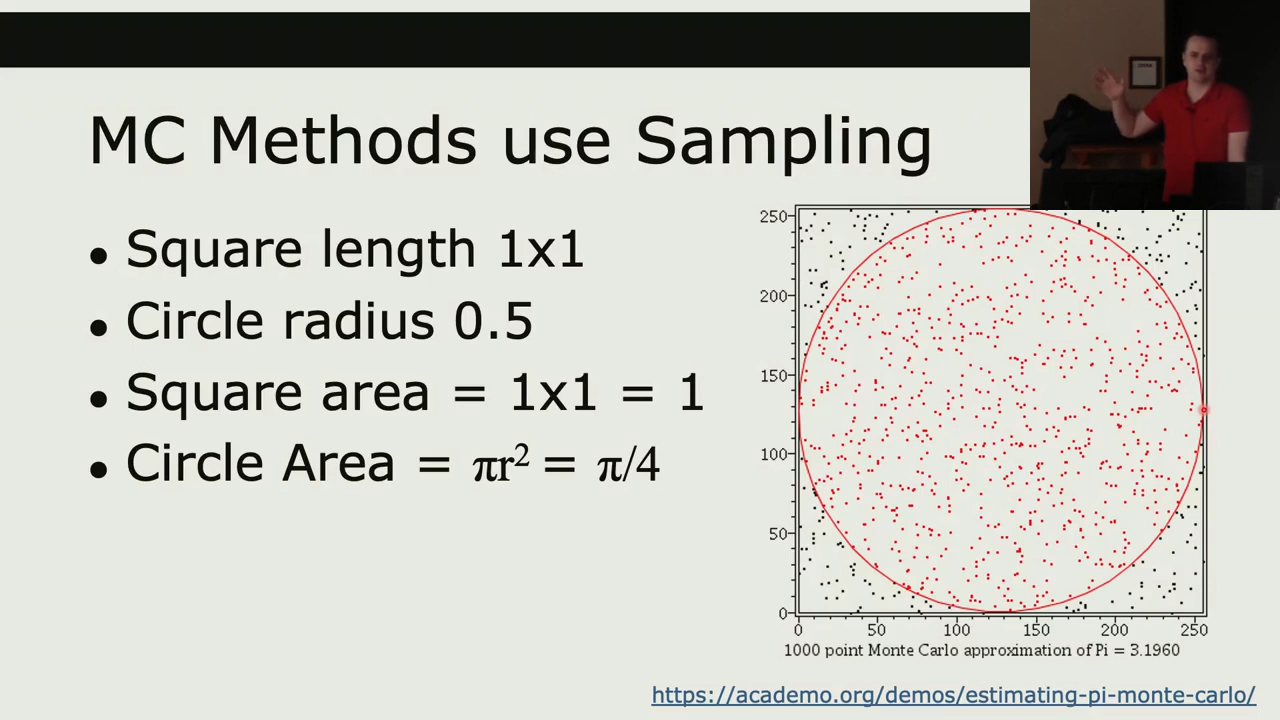 MC Methods use Sampling
• Square length 1x1
• Circle radius 0.5
• Square area = 1x1 = 1
• Circle Area = πr² = π/4
250
200
150
100
50
0
0 50 100 150 200 250
1000 point Monte Carlo approximation of Pi = 3.1960
https://academo.org/demos/estimating-pi-monte-carlo/